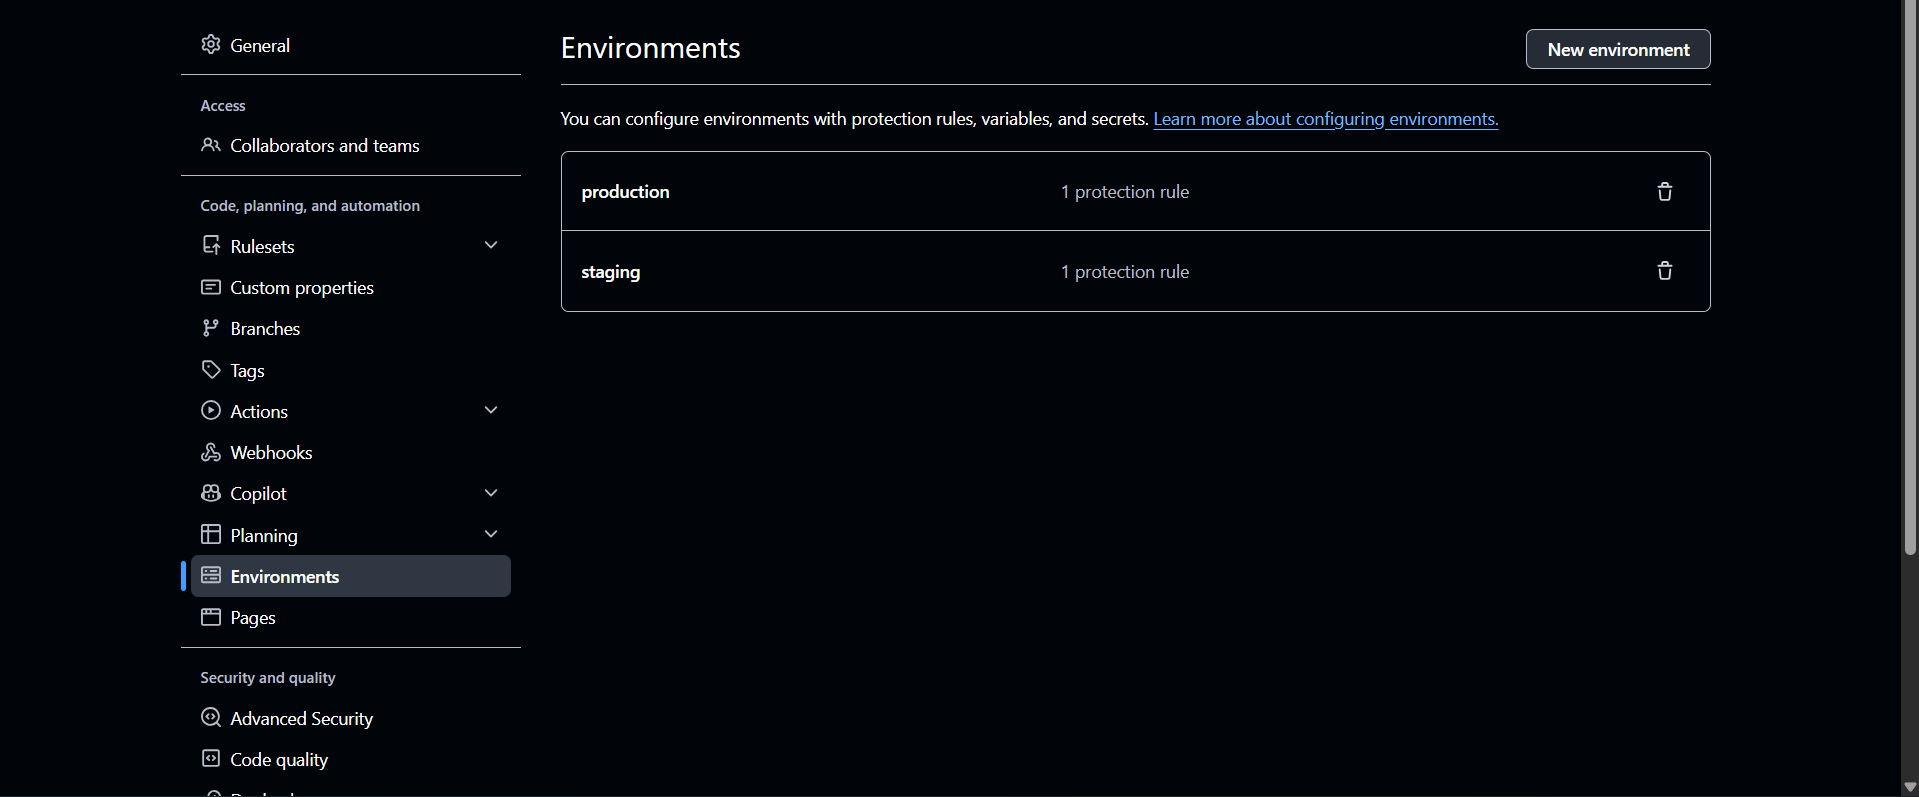 General
Access
Collaborators and teams
Code, planning, and automation
Rulesets
Custom properties
Branches
Tags
Actions
Webhooks
Copilot
Planning
Environments
Pages
Security and quality
Advanced Security
Code quality
Environments
New environment
You can configure environments with protection rules, variables, and secrets. Learn more about configuring environments.
production 1 protection rule
staging 1 protection rule